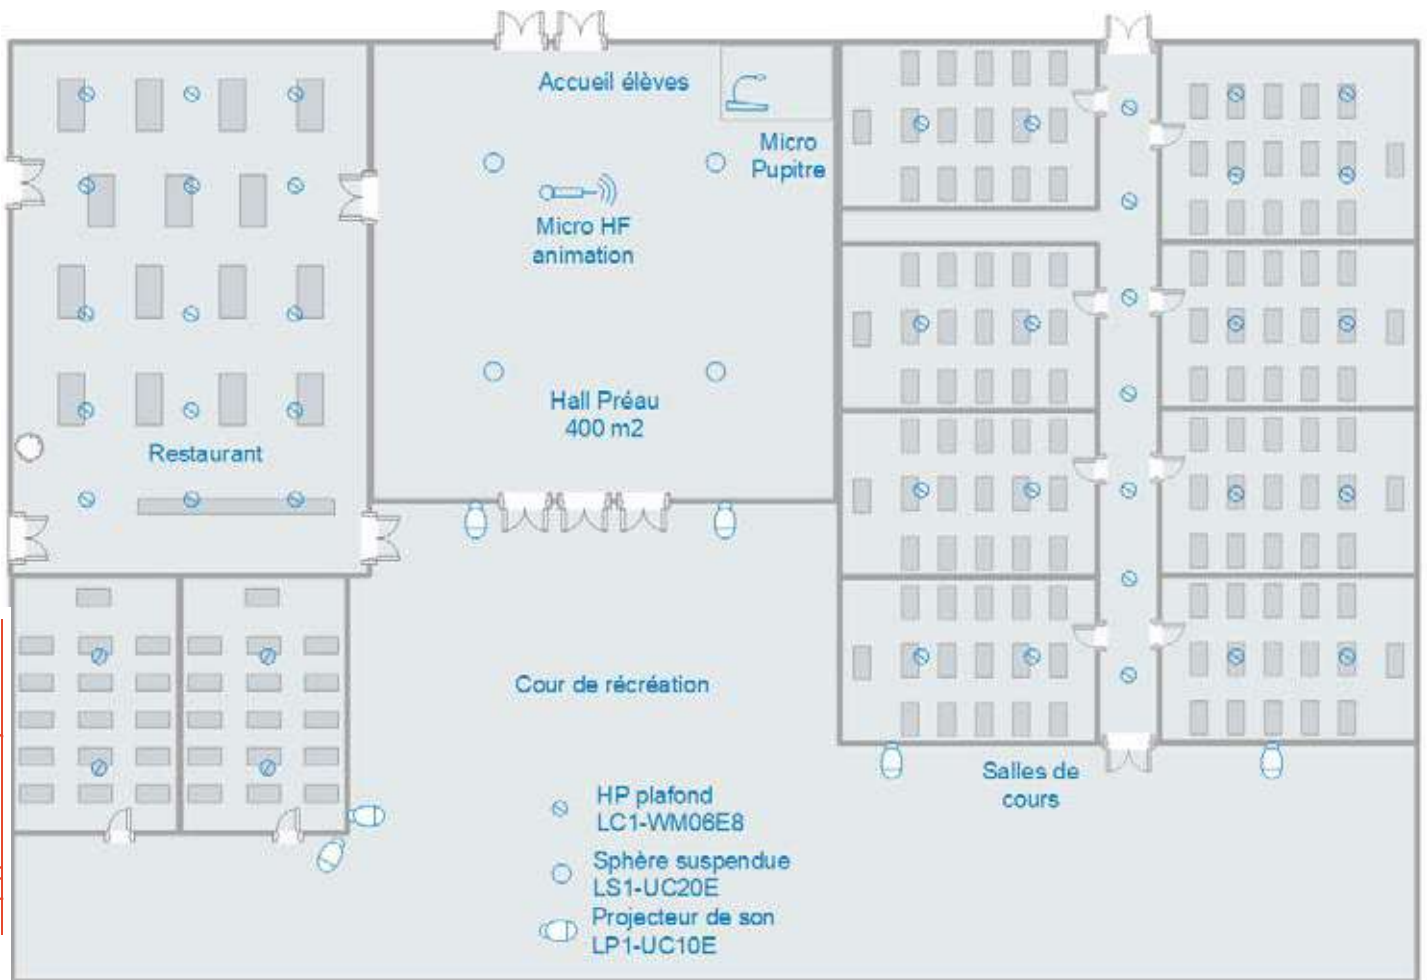 Accueil élèves
Micro
Pupitre
Micro HF
animation
Hall Préau
400 m2
Restaurant
Cour de récréation
Salles de
cours
HP plafond
LC1-WM06E8
Sphère suspendue
LS1-UC20E
Projecteur de son
LP1-UC10E